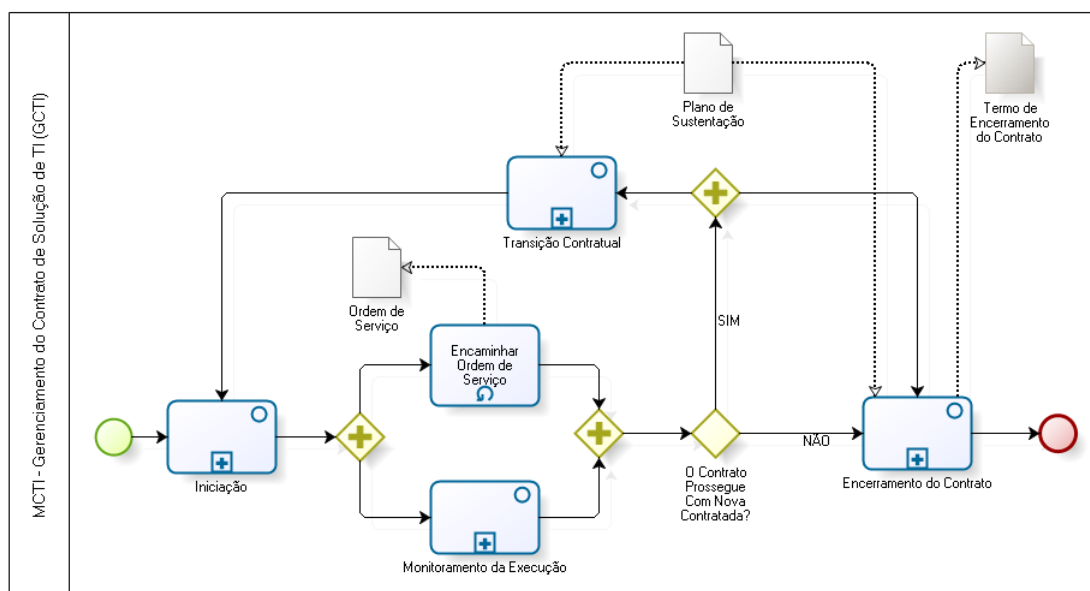 MCTI - Gerenciamento do Contrato de Solução de TI (GCTI)
Plano de
Sustentação
Termo de
Encerramento
do Contrato
Transição Contratual
Ordem de
Serviço
SIM
Encaminhar
Ordem de
Serviço
Iniciação
NÃO
O Contrato
Prossegue
Com Nova
Contratada?
Encerramento do Contrato
Monitoramento da Execução